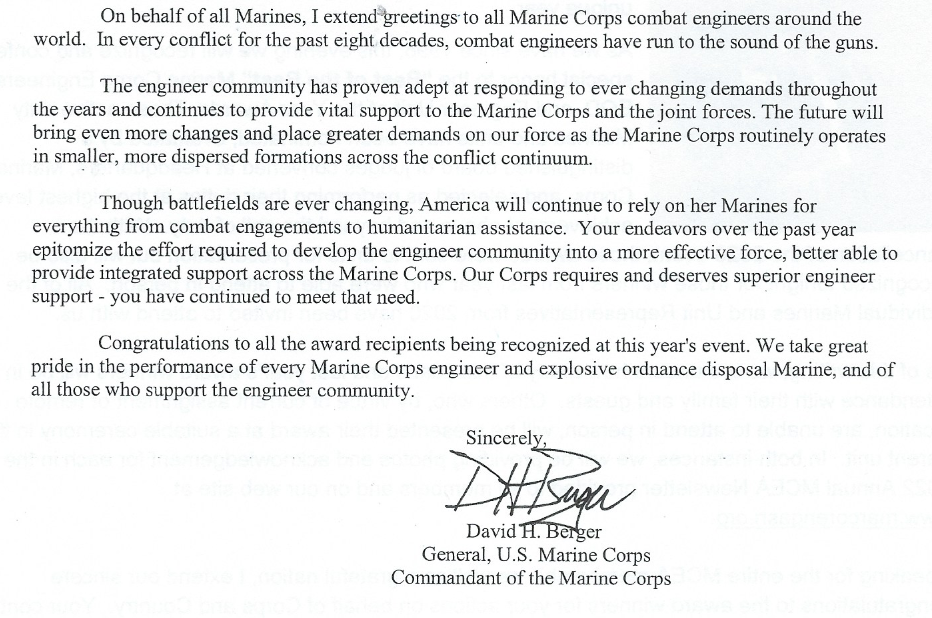 On behalf of all Marines, I extend greetings to all Marine Corps combat engineers around the
world. In every conflict for the past eight decades, combat engineers have run to the sound of the guns.
The engineer community has proven adept at responding to ever changing demands throughout
the years and continues to provide vital support to the Marine Corps and the joint forces. The future will
bring even more changes and place greater demands on our force as the Marine Corps routinely operates
in smaller, more dispersed formations across the conflict continuum.
Though battlefields are ever changing, America will continue to rely on her Marines for
everything from combat engagements to humanitarian assistance. Your endeavors over the past year
epitomize the effort required to develop the engineer community into a more effective force, better able to
provide integrated support across the Marine Corps. Our Corps requires and deserves superior engineer
support - you have continued to meet that need.
Congratulations to all the award recipients being recognized at this year's event. We take great
pride in the performance of every Marine Corps engineer and explosive ordnance disposal Marine, and of
all those who support the engineer community.
Sincerely,
D H Berger
David H. Berger
General, U.S. Marine Corps
Commandant of the Marine Corps